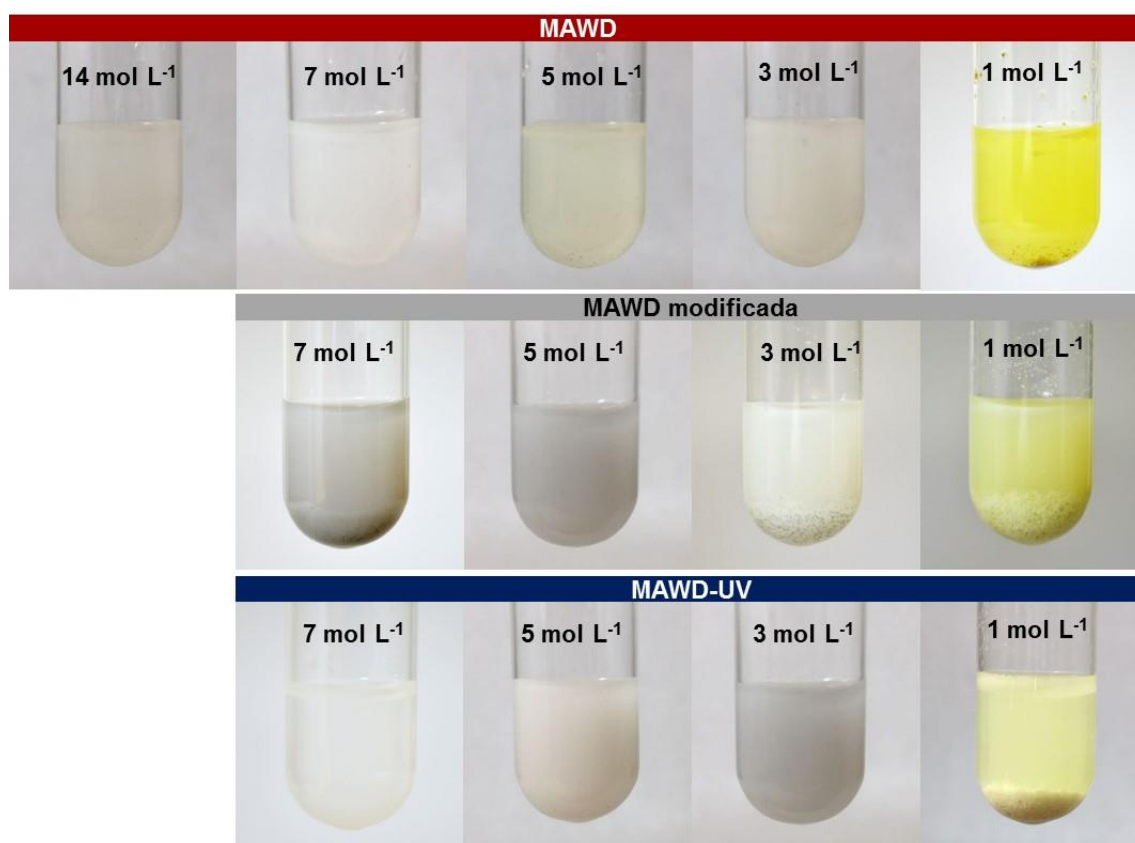 MAWD
14 mol L⁻¹ 7 mol L⁻¹ 5 mol L⁻¹ 3 mol L⁻¹ 1 mol L⁻¹
MAWD modificada
7 mol L⁻¹ 5 mol L⁻¹ 3 mol L⁻¹ 1 mol L⁻¹
MAWD-UV
7 mol L⁻¹ 5 mol L⁻¹ 3 mol L⁻¹ 1 mol L⁻¹